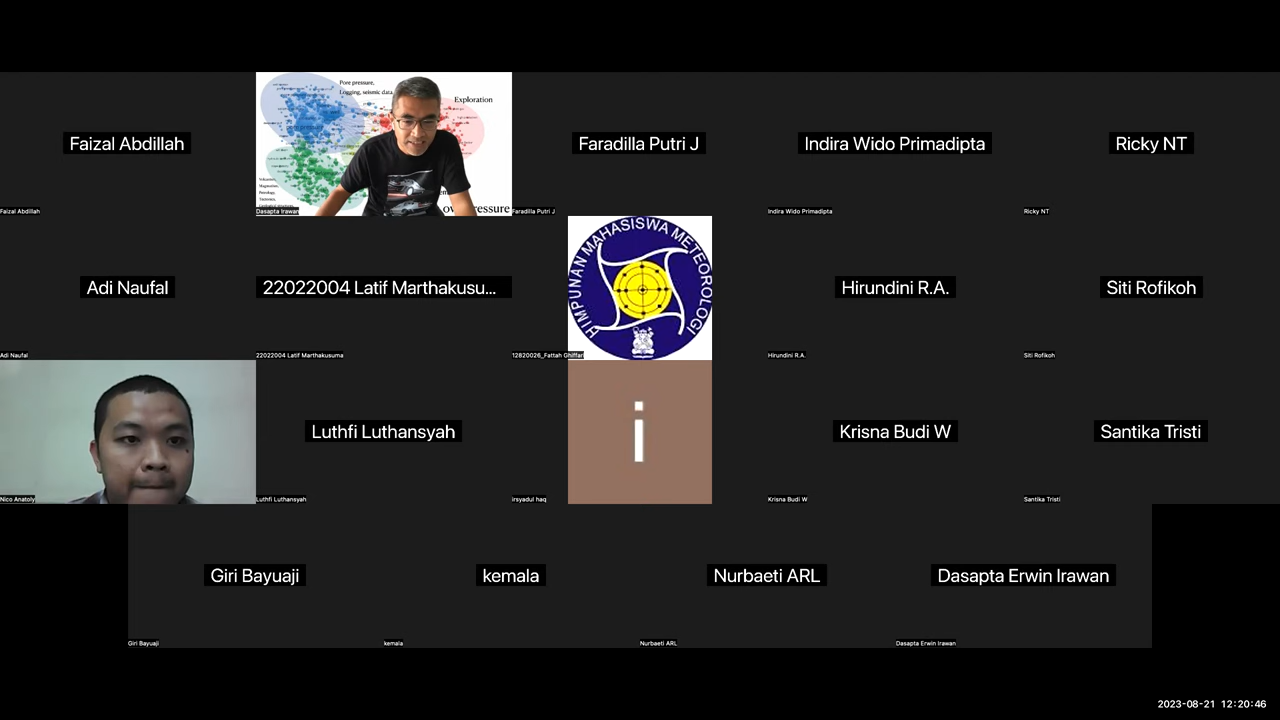 Faizal Abdillah
Faizal Abdillah
Pore pressure,
Logging, seismic data
Exploration
Dasapta Irawan
Faradilla Putri J
Faradilla Putri J
Indira Wido Primadipta
Indira Wido Primadipta
Ricky NT
Ricky NT
Adi Naufal
Adi Naufal
22022004 Latif Marthakusu...
22022004 Latif Marthakusuma
HIMPUNAN MAHASISWA METEOROLOGI
12820026_Fattah Ghiffari
Hirundini R.A.
Hirundini R.A.
Siti Rofikoh
Siti Rofikoh
Nico Anatoly
Luthfi Luthansyah
Luthfi Luthansyah
i
irsyadul haq
Krisna Budi W
Krisna Budi W
Santika Tristi
Santika Tristi
Giri Bayuaji
Giri Bayuaji
kemala
kemala
Nurbaeti ARL
Nurbaeti ARL
Dasapta Erwin Irawan
Dasapta Erwin Irawan
2023-08-21 12:20:46